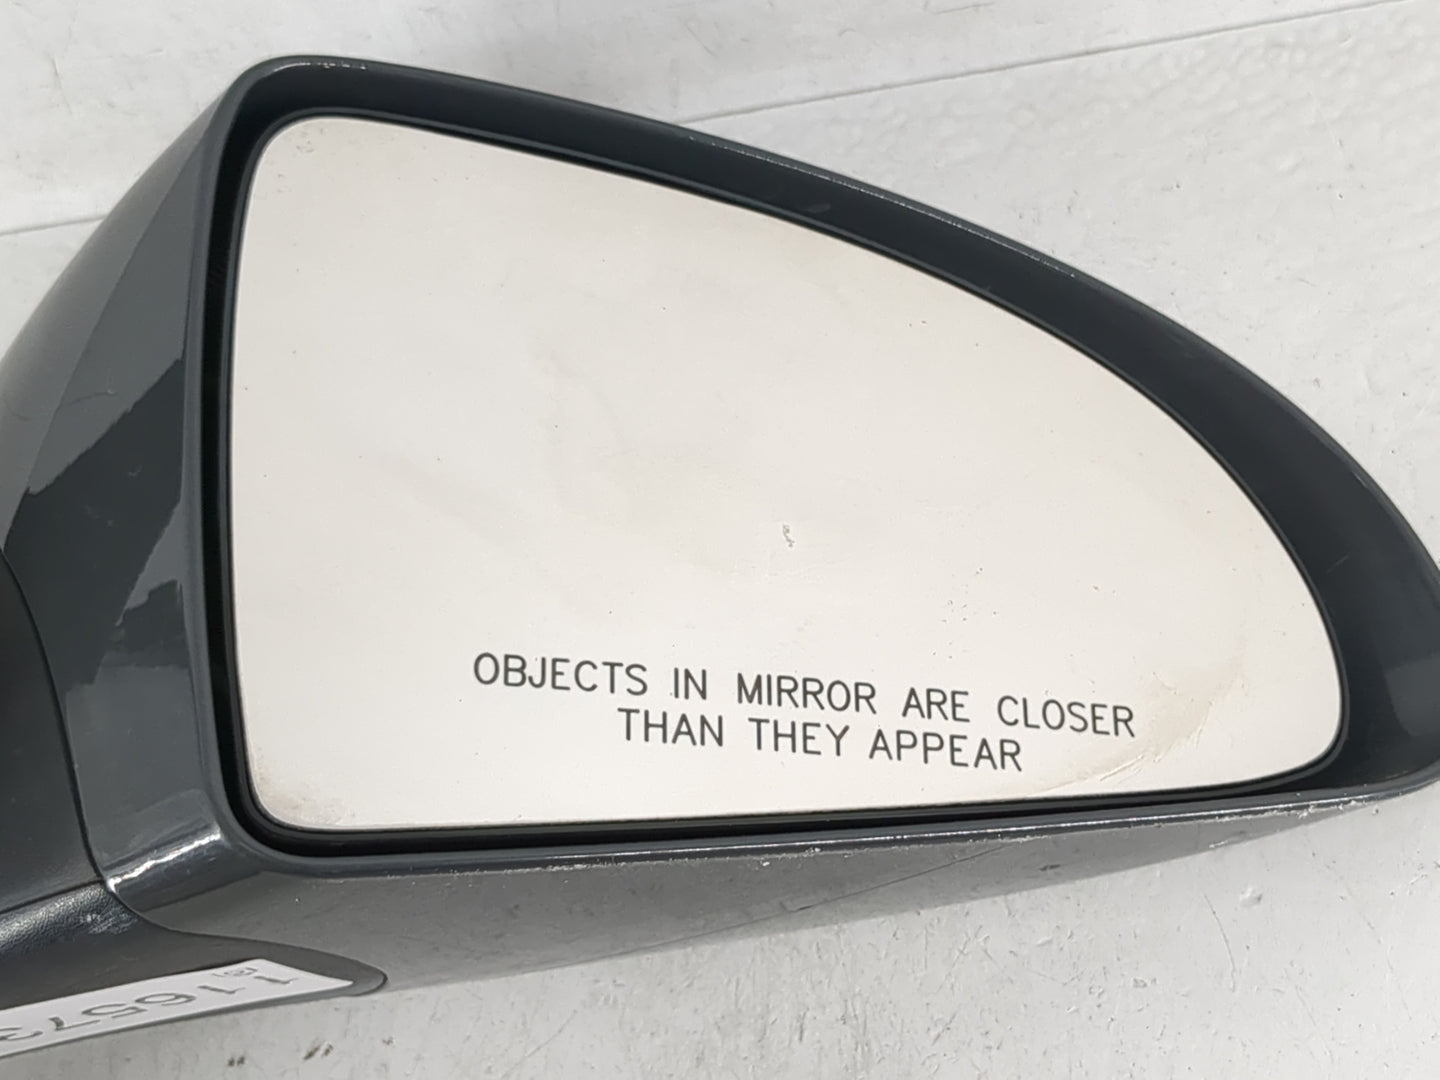 OBJECTS IN MIRROR ARE CLOSER
THAN THEY APPEAR